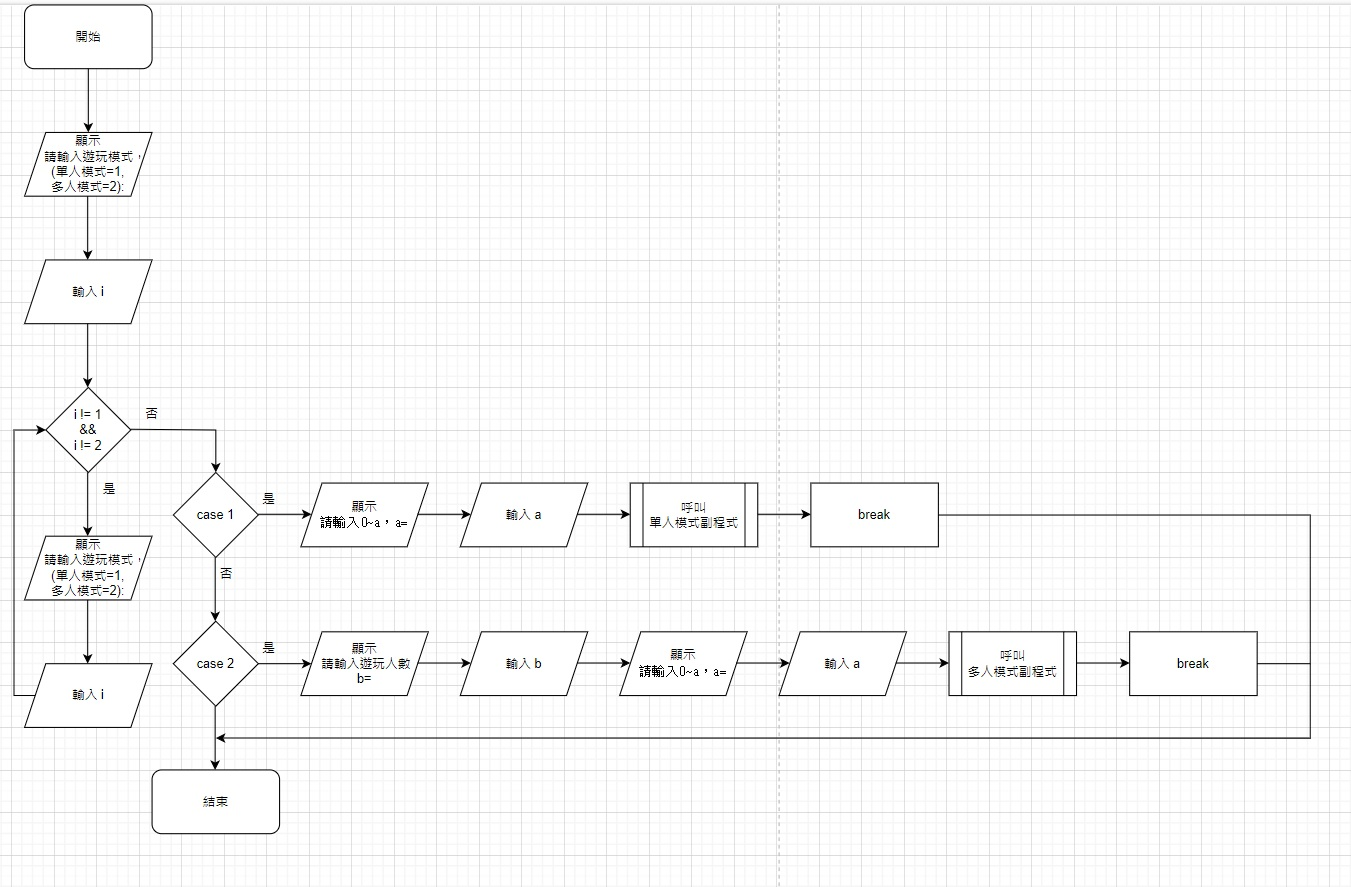 開始
顯示
請輸入遊玩模式，
(單人模式=1,
多人模式=2):
輸入 i
i != 1
&&
i != 2
否
是
顯示
請輸入遊玩模式，
(單人模式=1,
多人模式=2):
輸入 i
case 1
是
否
顯示
請輸入0~a，a=
輸入 a
呼叫
單人模式副程式
break
case 2
是
顯示
請輸入遊玩人數
b=
輸入 b
顯示
請輸入0~a，a=
輸入 a
呼叫
多人模式副程式
break
結束